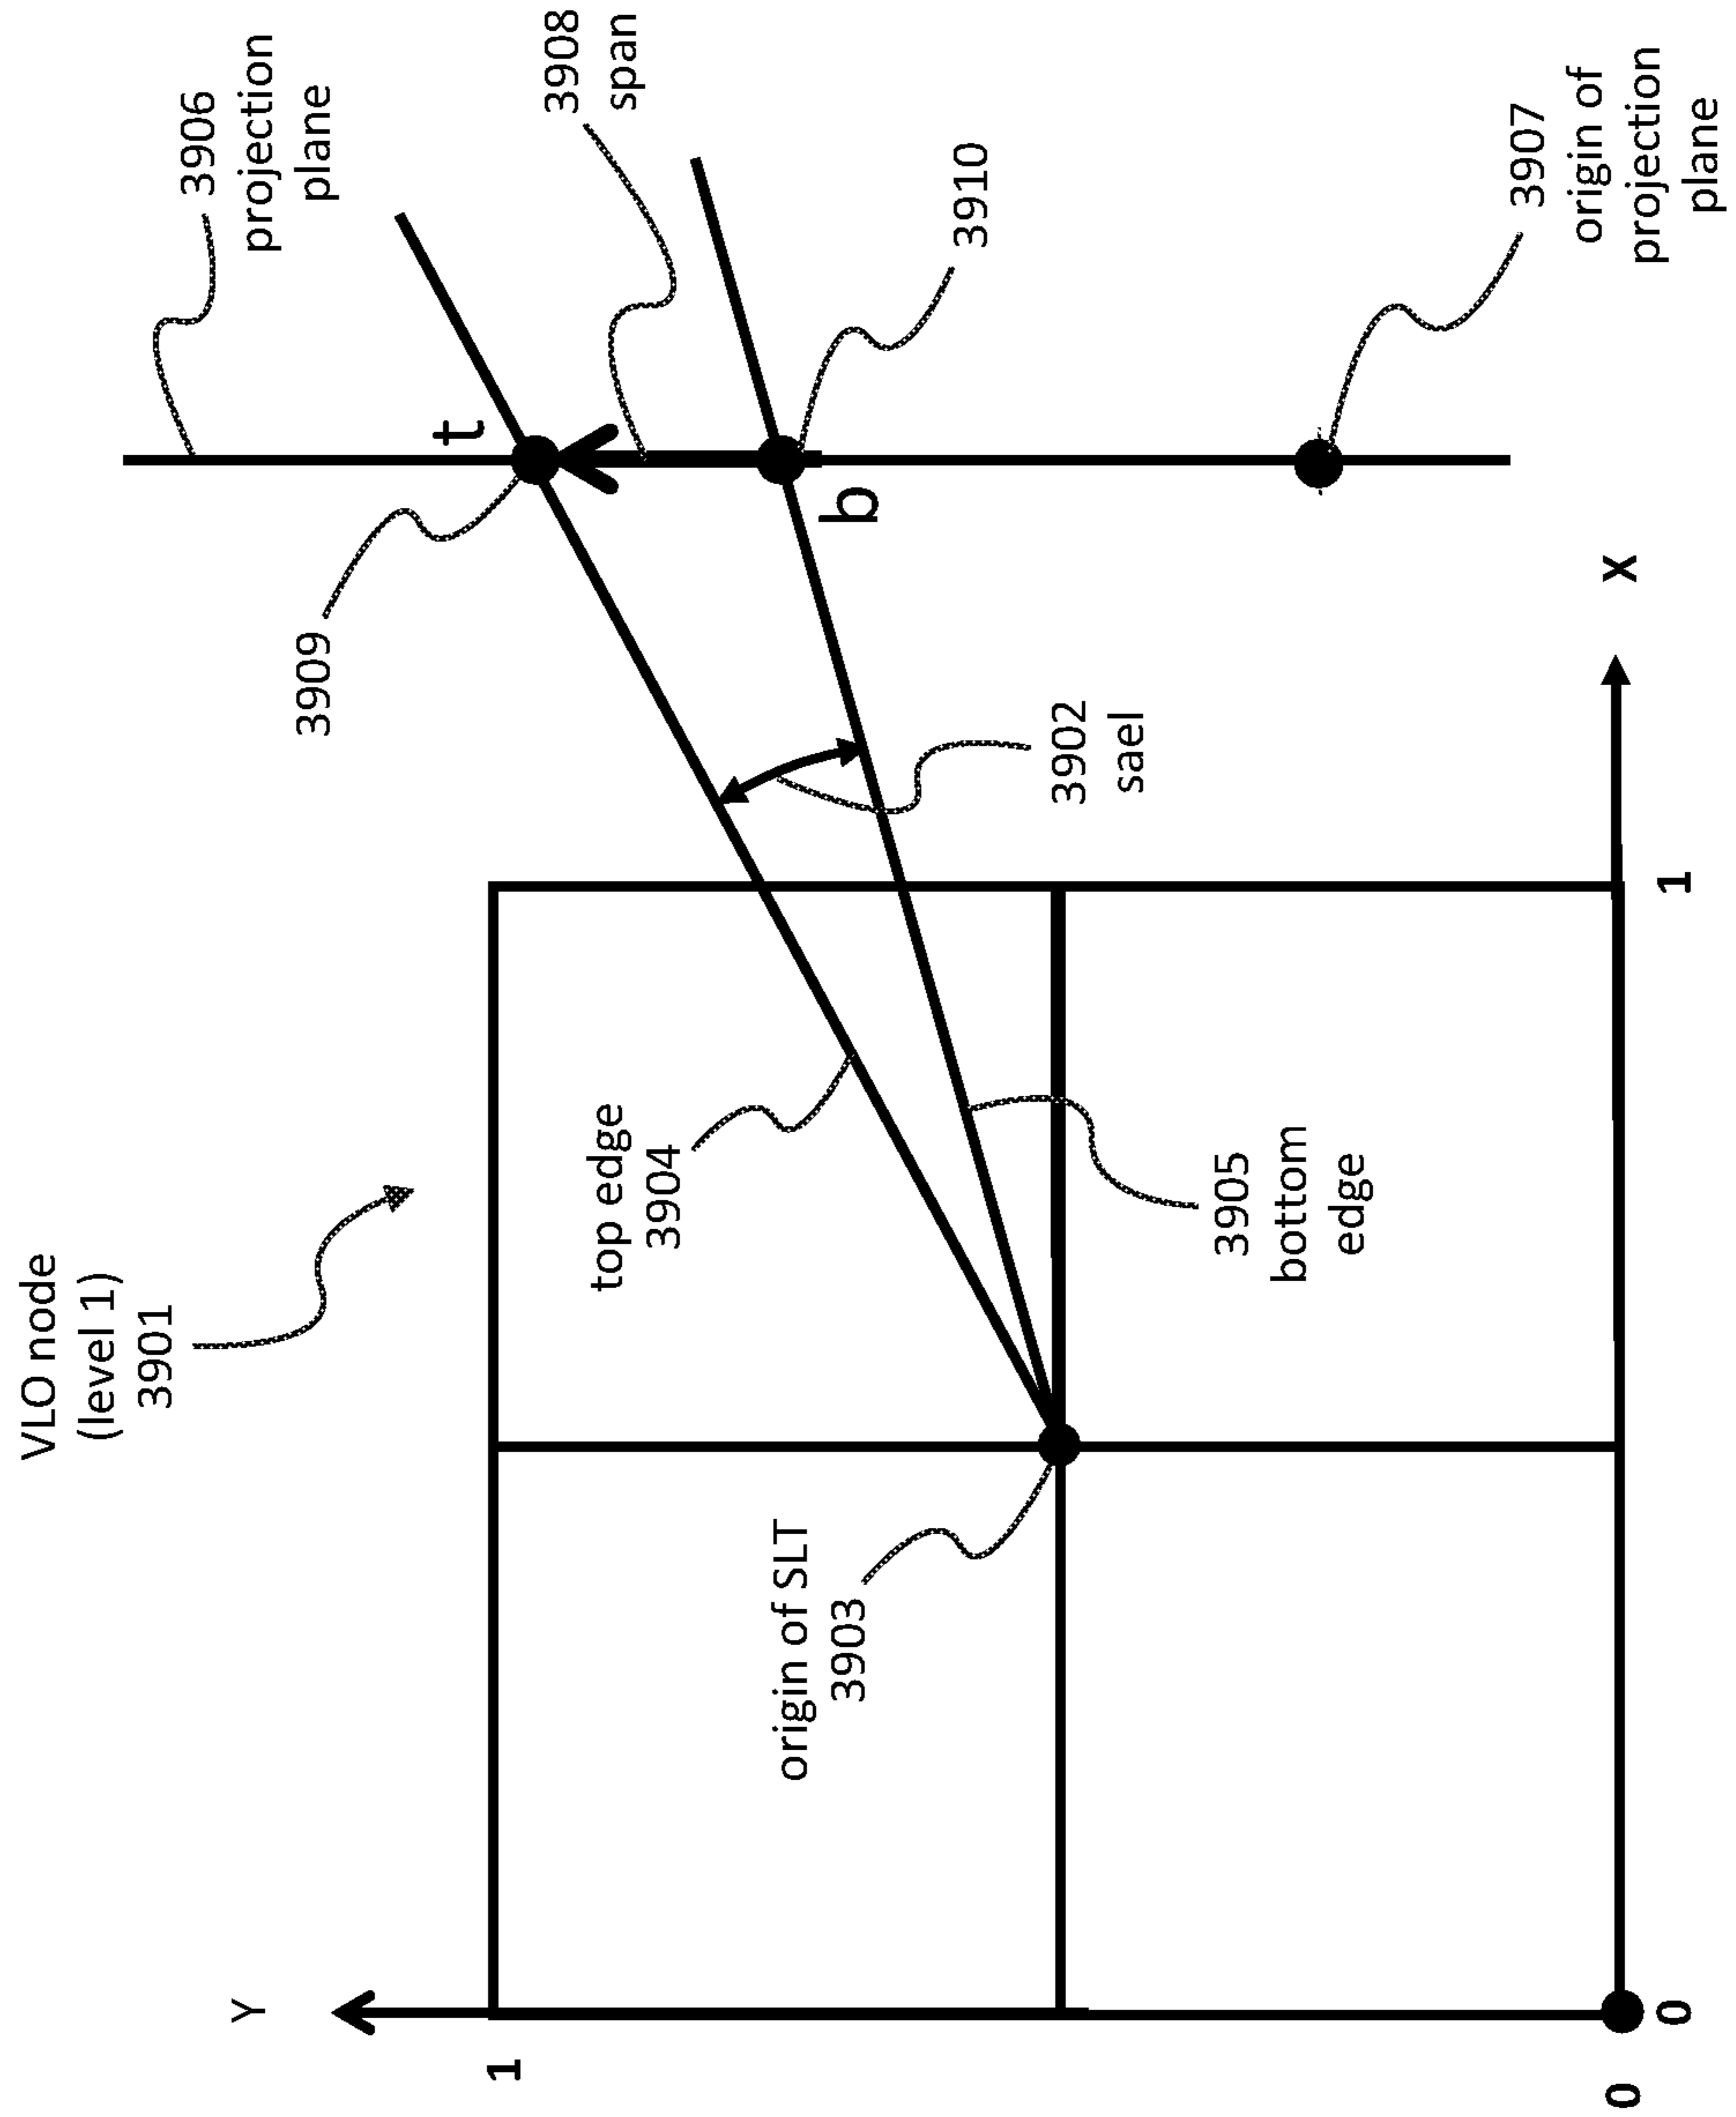 VLO node
(level 1)
3901
3906
projection
plane
3908
span
Y
1
t
3909
top edge
3904
b
3910
origin of SLT
3903
3902
sael
3905
bottom
edge
3907
origin of
projection
plane
x
0
0
1